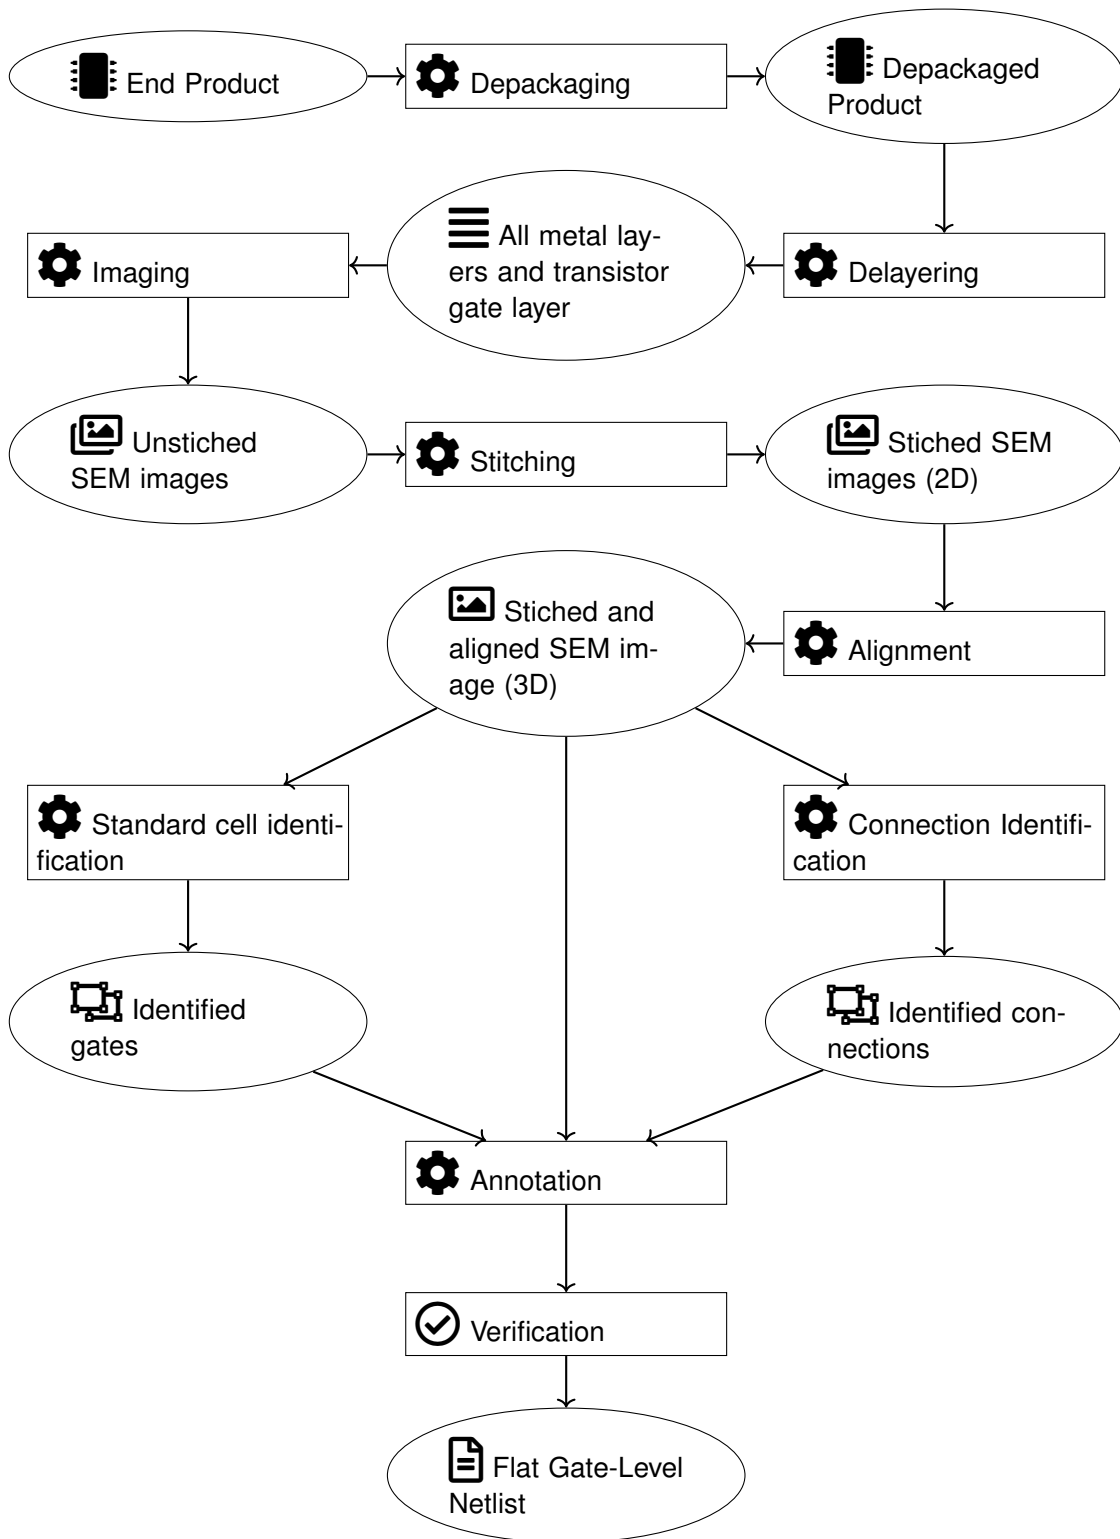 End Product
Depackaging
Depackaged
Product
All metal lay-
ers and transistor
gate layer
Imaging
Delayering
Unstiched
SEM images
Stitching
Stiched SEM
images (2D)
Stiched and
aligned SEM im-
age (3D)
Alignment
Standard cell identi-
fication
Connection Identifi-
cation
Identified
gates
Identified con-
nections
Annotation
Verification
Flat Gate-Level
Netlist